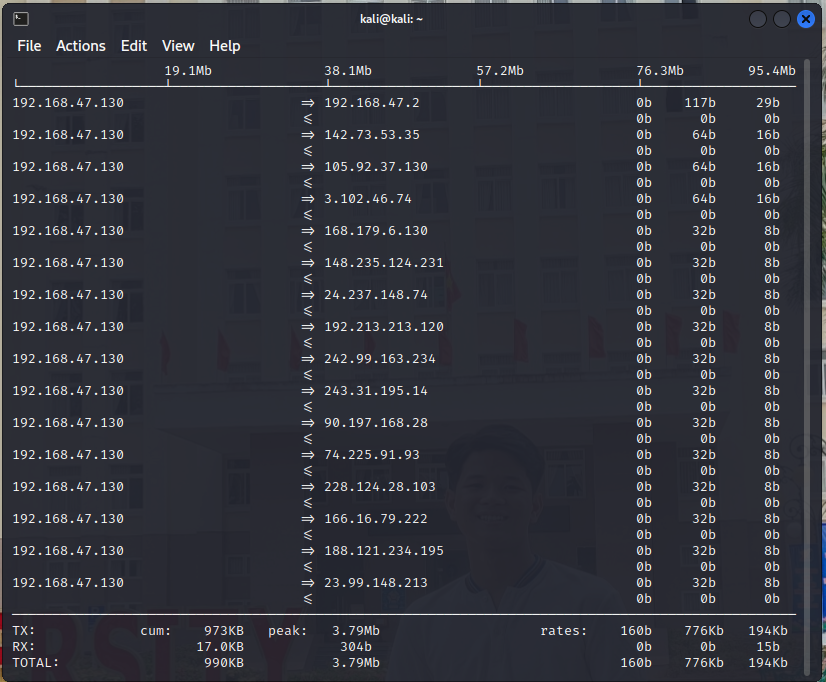 kali@kali: ~
File Actions Edit View Help
19.1Mb 38.1Mb 57.2Mb 76.3Mb 95.4Mb
192.168.47.130 => 192.168.47.2 0b 117b 29b
<= 0b 0b 0b
192.168.47.130 => 142.73.53.35 0b 64b 16b
<= 0b 0b 0b
192.168.47.130 => 105.92.37.130 0b 64b 16b
<= 0b 0b 0b
192.168.47.130 => 3.102.46.74 0b 64b 16b
<= 0b 0b 0b
192.168.47.130 => 168.179.6.130 0b 32b 8b
<= 0b 0b 0b
192.168.47.130 => 148.235.124.231 0b 32b 8b
<= 0b 0b 0b
192.168.47.130 => 24.237.148.74 0b 32b 8b
<= 0b 0b 0b
192.168.47.130 => 192.213.213.120 0b 32b 8b
<= 0b 0b 0b
192.168.47.130 => 242.99.163.234 0b 32b 8b
<= 0b 0b 0b
192.168.47.130 => 243.31.195.14 0b 32b 8b
<= 0b 0b 0b
192.168.47.130 => 90.197.168.28 0b 32b 8b
<= 0b 0b 0b
192.168.47.130 => 74.225.91.93 0b 32b 8b
<= 0b 0b 0b
192.168.47.130 => 228.124.28.103 0b 32b 8b
<= 0b 0b 0b
192.168.47.130 => 166.16.79.222 0b 32b 8b
<= 0b 0b 0b
192.168.47.130 => 188.121.234.195 0b 32b 8b
<= 0b 0b 0b
192.168.47.130 => 23.99.148.213 0b 32b 8b
<= 0b 0b 0b
TX: cum: 973KB peak: 3.79Mb rates: 160b 776Kb 194Kb
RX: 17.0KB 304b 0b 0b 15b
TOTAL: 990KB 3.79Mb 160b 776Kb 194Kb